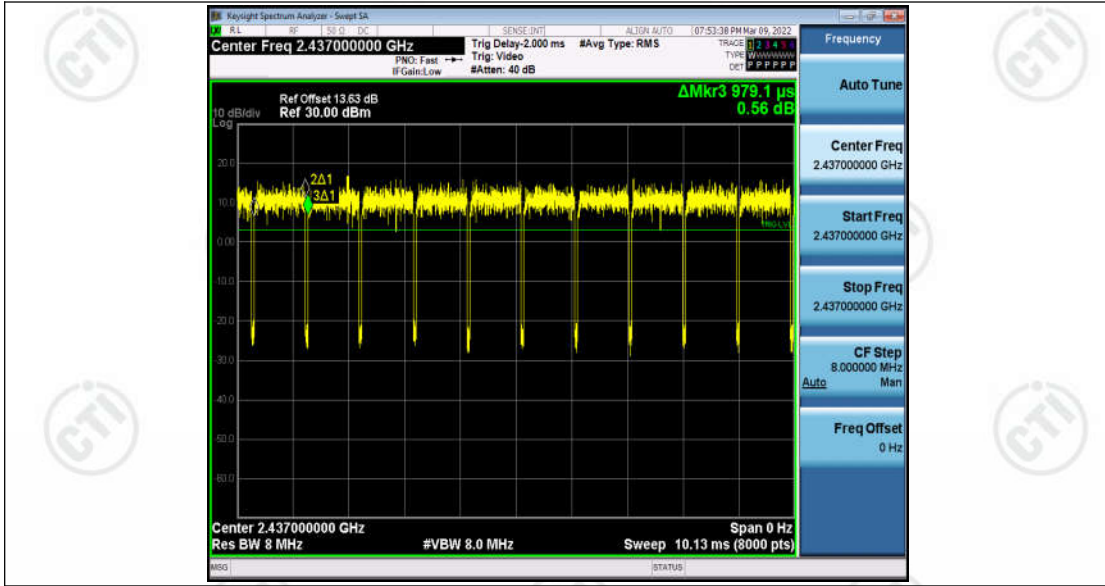 Keysight Spectrum Analyzer - Swept SA
RL RF 50 Ω DC SENSE:INT ALIGN AUTO 07:53:38 PM Mar 09, 2022
Center Freq 2.437000000 GHz
PNO: Fast
IFGain:Low
Trig Delay-2.000 ms
Trig: Video
#Atten: 40 dB
#Avg Type: RMS
TRACE 1 2 3 4 5 6
TYPE WWWWWW
DET P P P P P P
ΔMkr3 979.1 µs
0.56 dB
Ref Offset 13.63 dB
10 dB/div Ref 30.00 dBm
Log
20.0
10.0
0.00
-10.0
-20.0
-30.0
-40.0
-50.0
-60.0
2Δ1
3Δ1
TRIG LVL
Center 2.437000000 GHz Span 0 Hz
Res BW 8 MHz #VBW 8.0 MHz Sweep 10.13 ms (8000 pts)
MSG STATUS
Frequency
Auto Tune
Center Freq
2.437000000 GHz
Start Freq
2.437000000 GHz
Stop Freq
2.437000000 GHz
CF Step
8.000000 MHz
Auto Man
Freq Offset
0 Hz
CTI
CTI
CTI
CTI